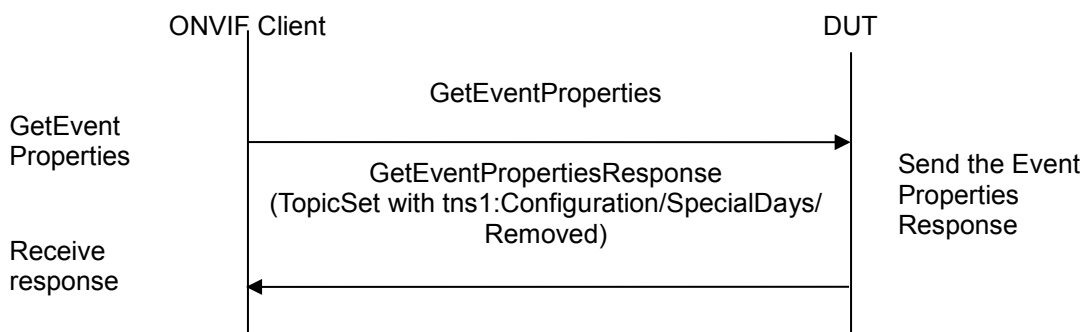 ONVIF Client
DUT
GetEventProperties
GetEvent
Properties
GetEventPropertiesResponse
(TopicSet with tns1:Configuration/SpecialDays/
Removed)
Send the Event
Properties
Response
Receive
response